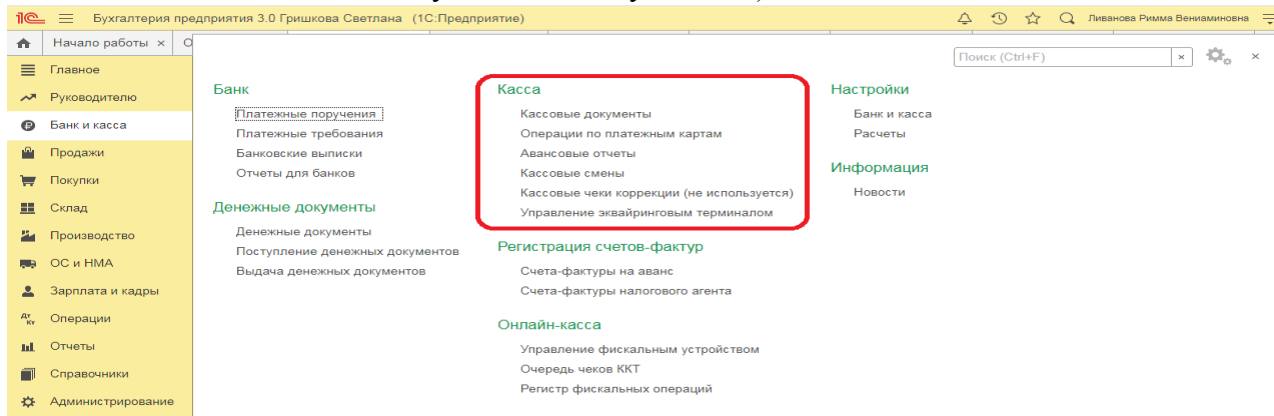 1С Бухгалтерия предприятия 3.0 Гришкова Светлана (1С:Предприятие) Ливанова Римма Вениаминовна
Начало работы × О
Поиск (Ctrl+F) × ×
Главное
Руководителю
Банк и касса
Продажи
Покупки
Склад
Производство
ОС и НМА
Зарплата и кадры
Дт Кт Операции
Отчеты
Справочники
Администрирование
Банк
Платежные поручения
Платежные требования
Банковские выписки
Отчеты для банков
Денежные документы
Денежные документы
Поступление денежных документов
Выдача денежных документов
Касса
Кассовые документы
Операции по платежным картам
Авансовые отчеты
Кассовые смены
Кассовые чеки коррекции (не используется)
Управление эквайринговым терминалом
Регистрация счетов-фактур
Счета-фактуры на аванс
Счета-фактуры налогового агента
Онлайн-касса
Управление фискальным устройством
Очередь чеков ККТ
Регистр фискальных операций
Настройки
Банк и касса
Расчеты
Информация
Новости